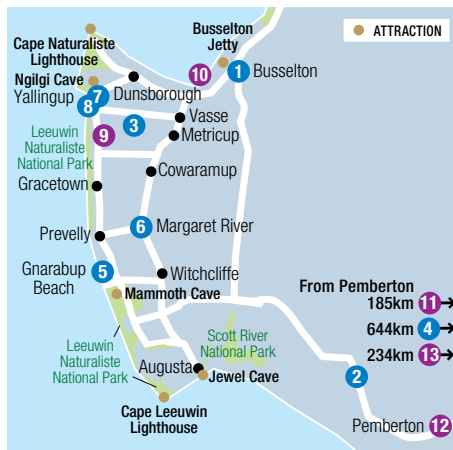 Cape Naturaliste
Lighthouse
Busselton
Jetty
ATTRACTION
Ngilgi Cave
Yallingup
7
8
Dunsborough
10
1
Busselton
3
Vasse
9
Metricup
Leeuwin
Naturaliste
National Park
Cowaramup
Gracetown
6
Margaret River
Prevelly
Gnarabup
Beach
5
Witchcliffe
Mammoth Cave
From Pemberton
185km 11
644km 4
234km 13
Leeuwin
Naturaliste
National Park
Scott River
National Park
Augusta
Jewel Cave
2
Cape Leeuwin
Lighthouse
Pemberton 12